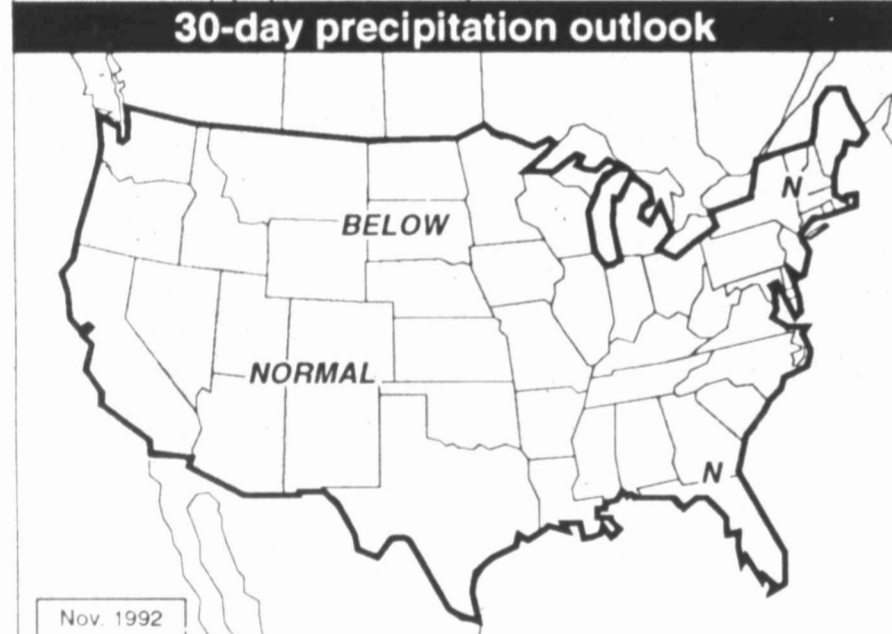 30-day precipitation outlook
N
BELOW
NORMAL
N
Nov. 1992